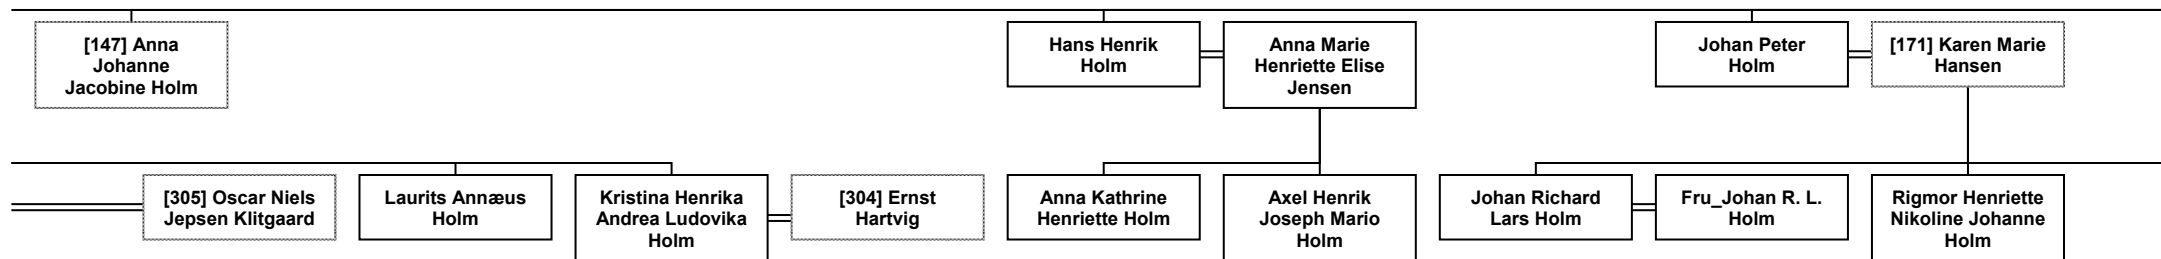 [147] Anna
Johanne
Jacobine Holm
Hans Henrik
Holm
Anna Marie
Henriette Elise
Jensen
Johan Peter
Holm
[171] Karen Marie
Hansen
[305] Oscar Niels
Jepsen Klitgaard
Laurits Annæus
Holm
Kristina Henrika
Andrea Ludovika
Holm
[304] Ernst
Hartvig
Anna Kathrine
Henriette Holm
Axel Henrik
Joseph Mario
Holm
Johan Richard
Lars Holm
Fru_Johan R. L.
Holm
Rigmor Henriette
Nikoline Johanne
Holm